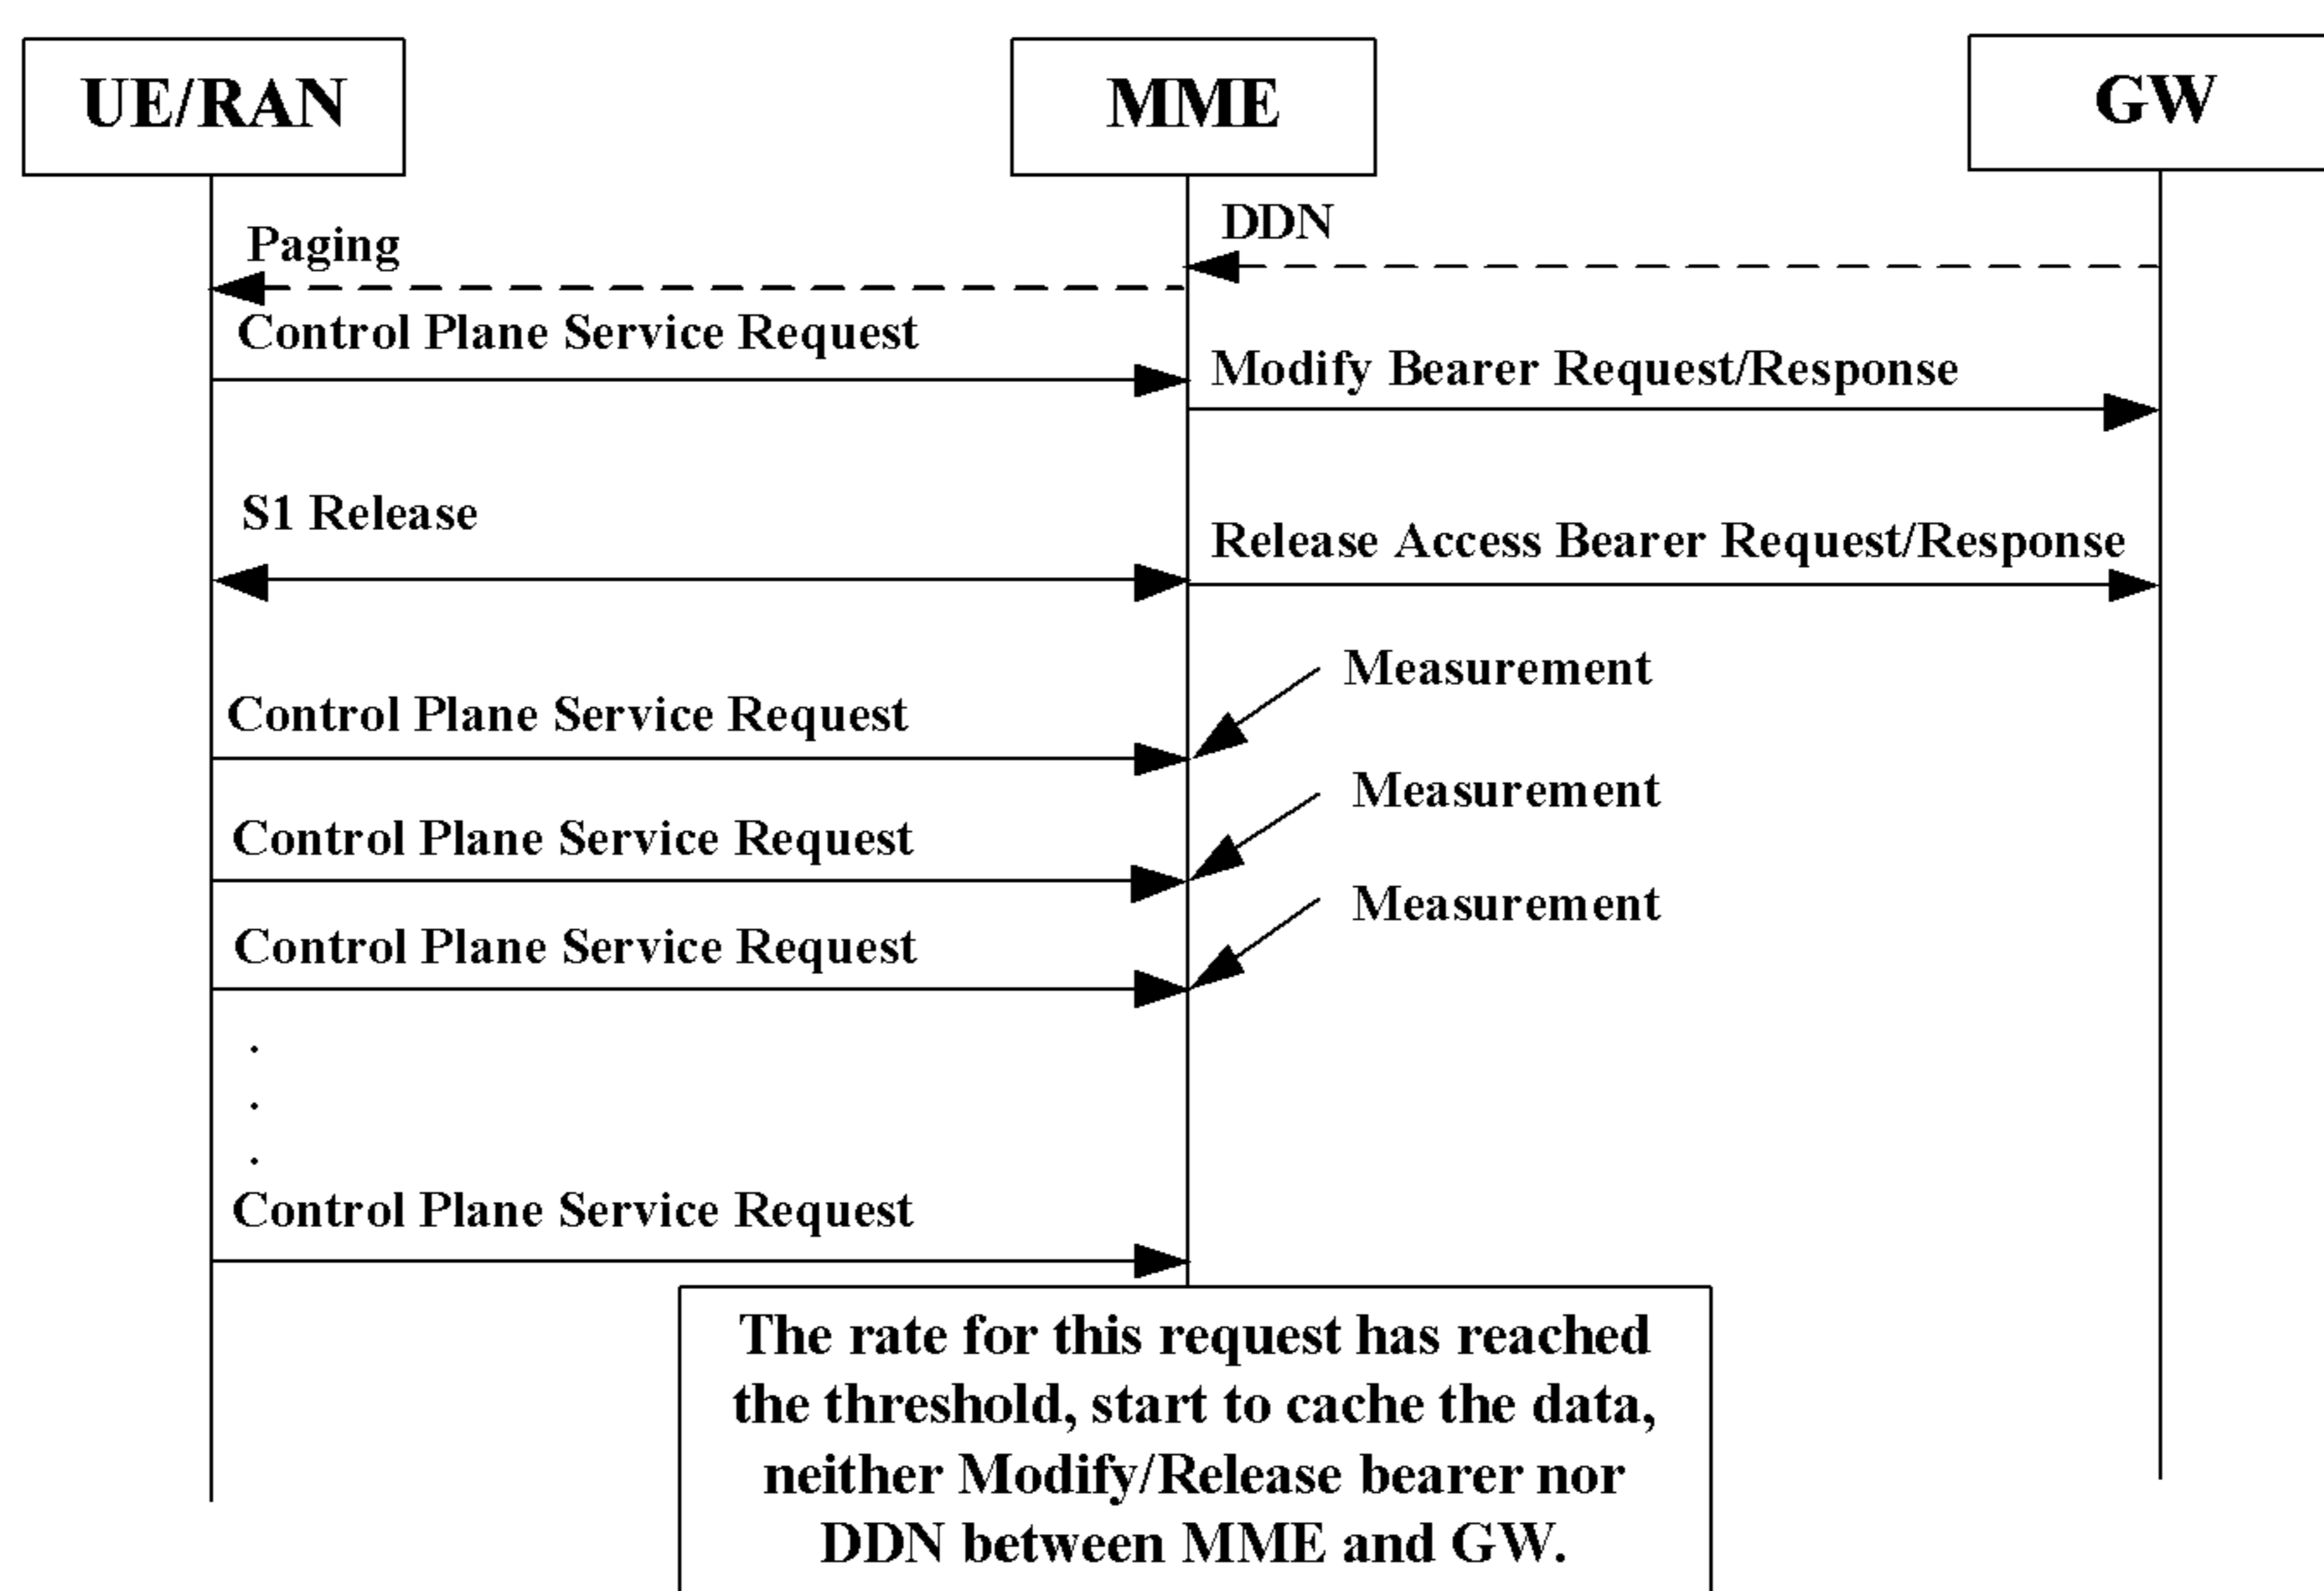 UE/RAN
MME
GW
DDN
Paging
Control Plane Service Request
Modify Bearer Request/Response
S1 Release
Release Access Bearer Request/Response
Measurement
Control Plane Service Request
Measurement
Control Plane Service Request
Measurement
Control Plane Service Request
.
.
.
Control Plane Service Request
The rate for this request has reached
the threshold, start to cache the data,
neither Modify/Release bearer nor
DDN between MME and GW.